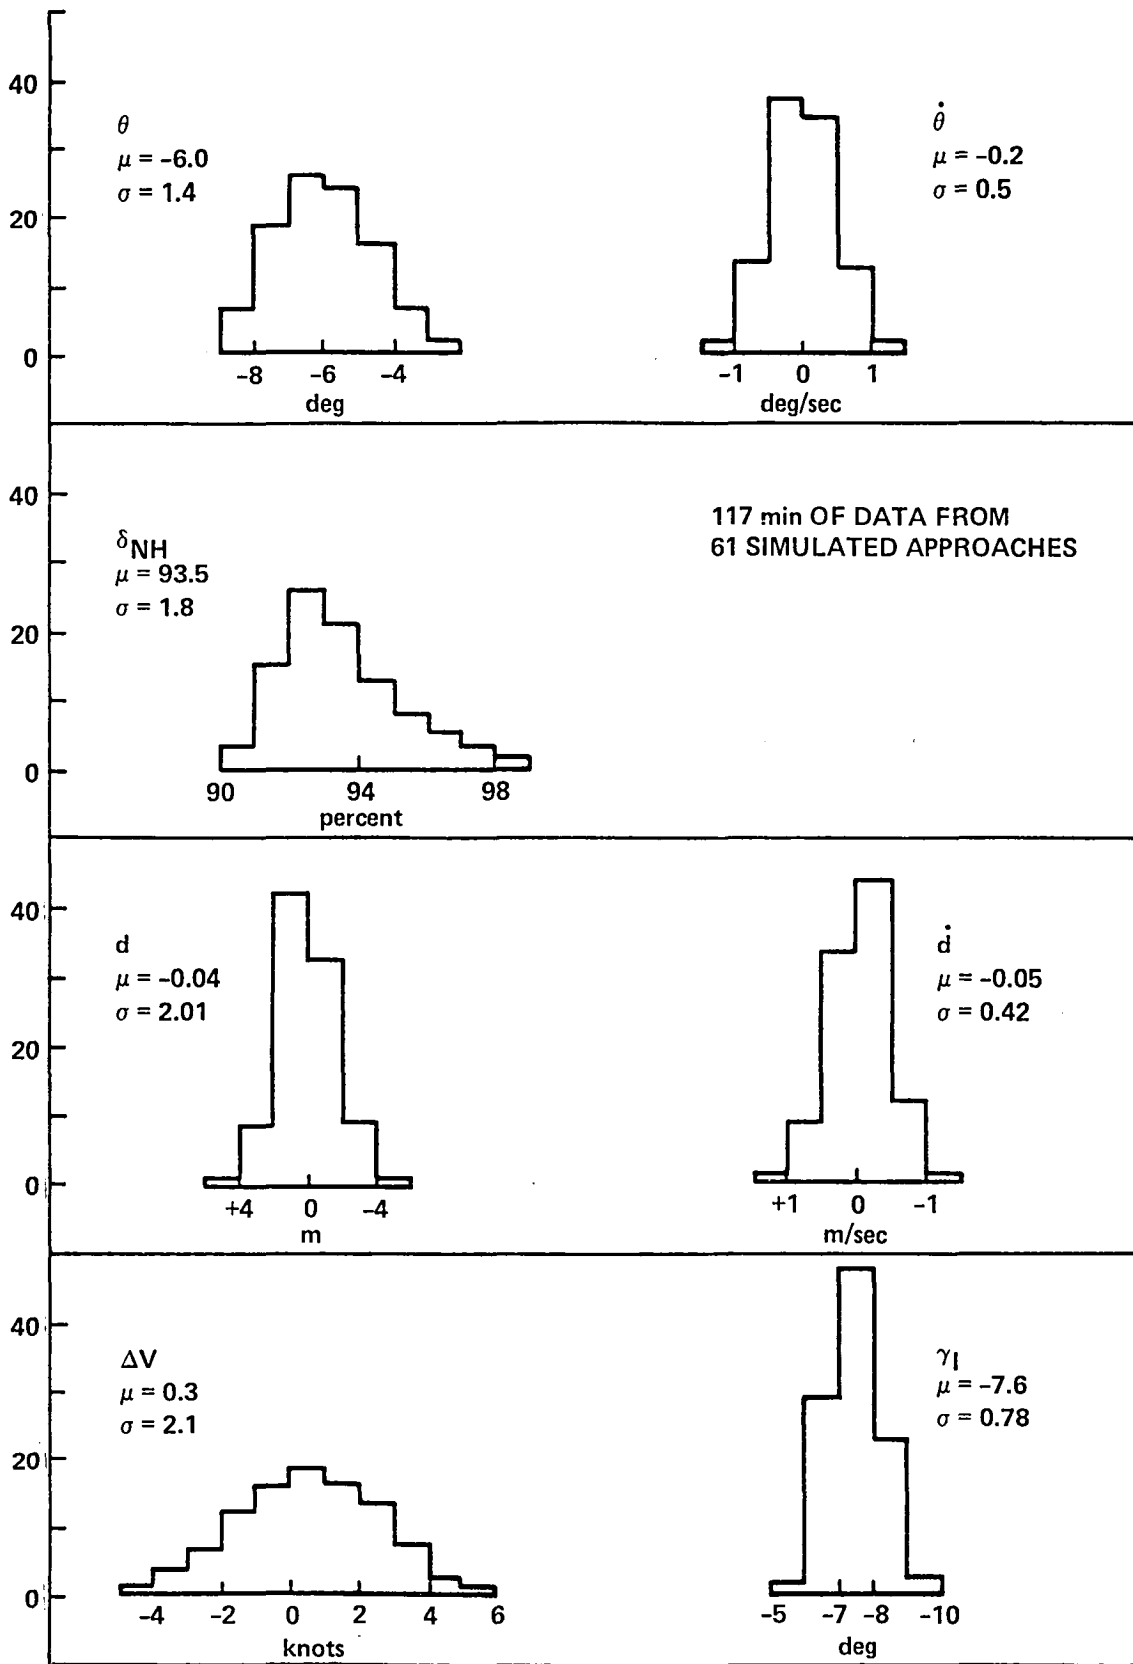 40
20
0
θ
μ = -6.0
σ = 1.4
-8 -6 -4
deg
θ̇
μ = -0.2
σ = 0.5
-1 0 1
deg/sec
40
20
0
δNH
μ = 93.5
σ = 1.8
90 94 98
percent
117 min OF DATA FROM
61 SIMULATED APPROACHES
40
20
0
d
μ = -0.04
σ = 2.01
+4 0 -4
m
ḋ
μ = -0.05
σ = 0.42
+1 0 -1
m/sec
40
20
0
ΔV
μ = 0.3
σ = 2.1
-4 -2 0 2 4 6
knots
γI
μ = -7.6
σ = 0.78
-5 -7 -8 -10
deg